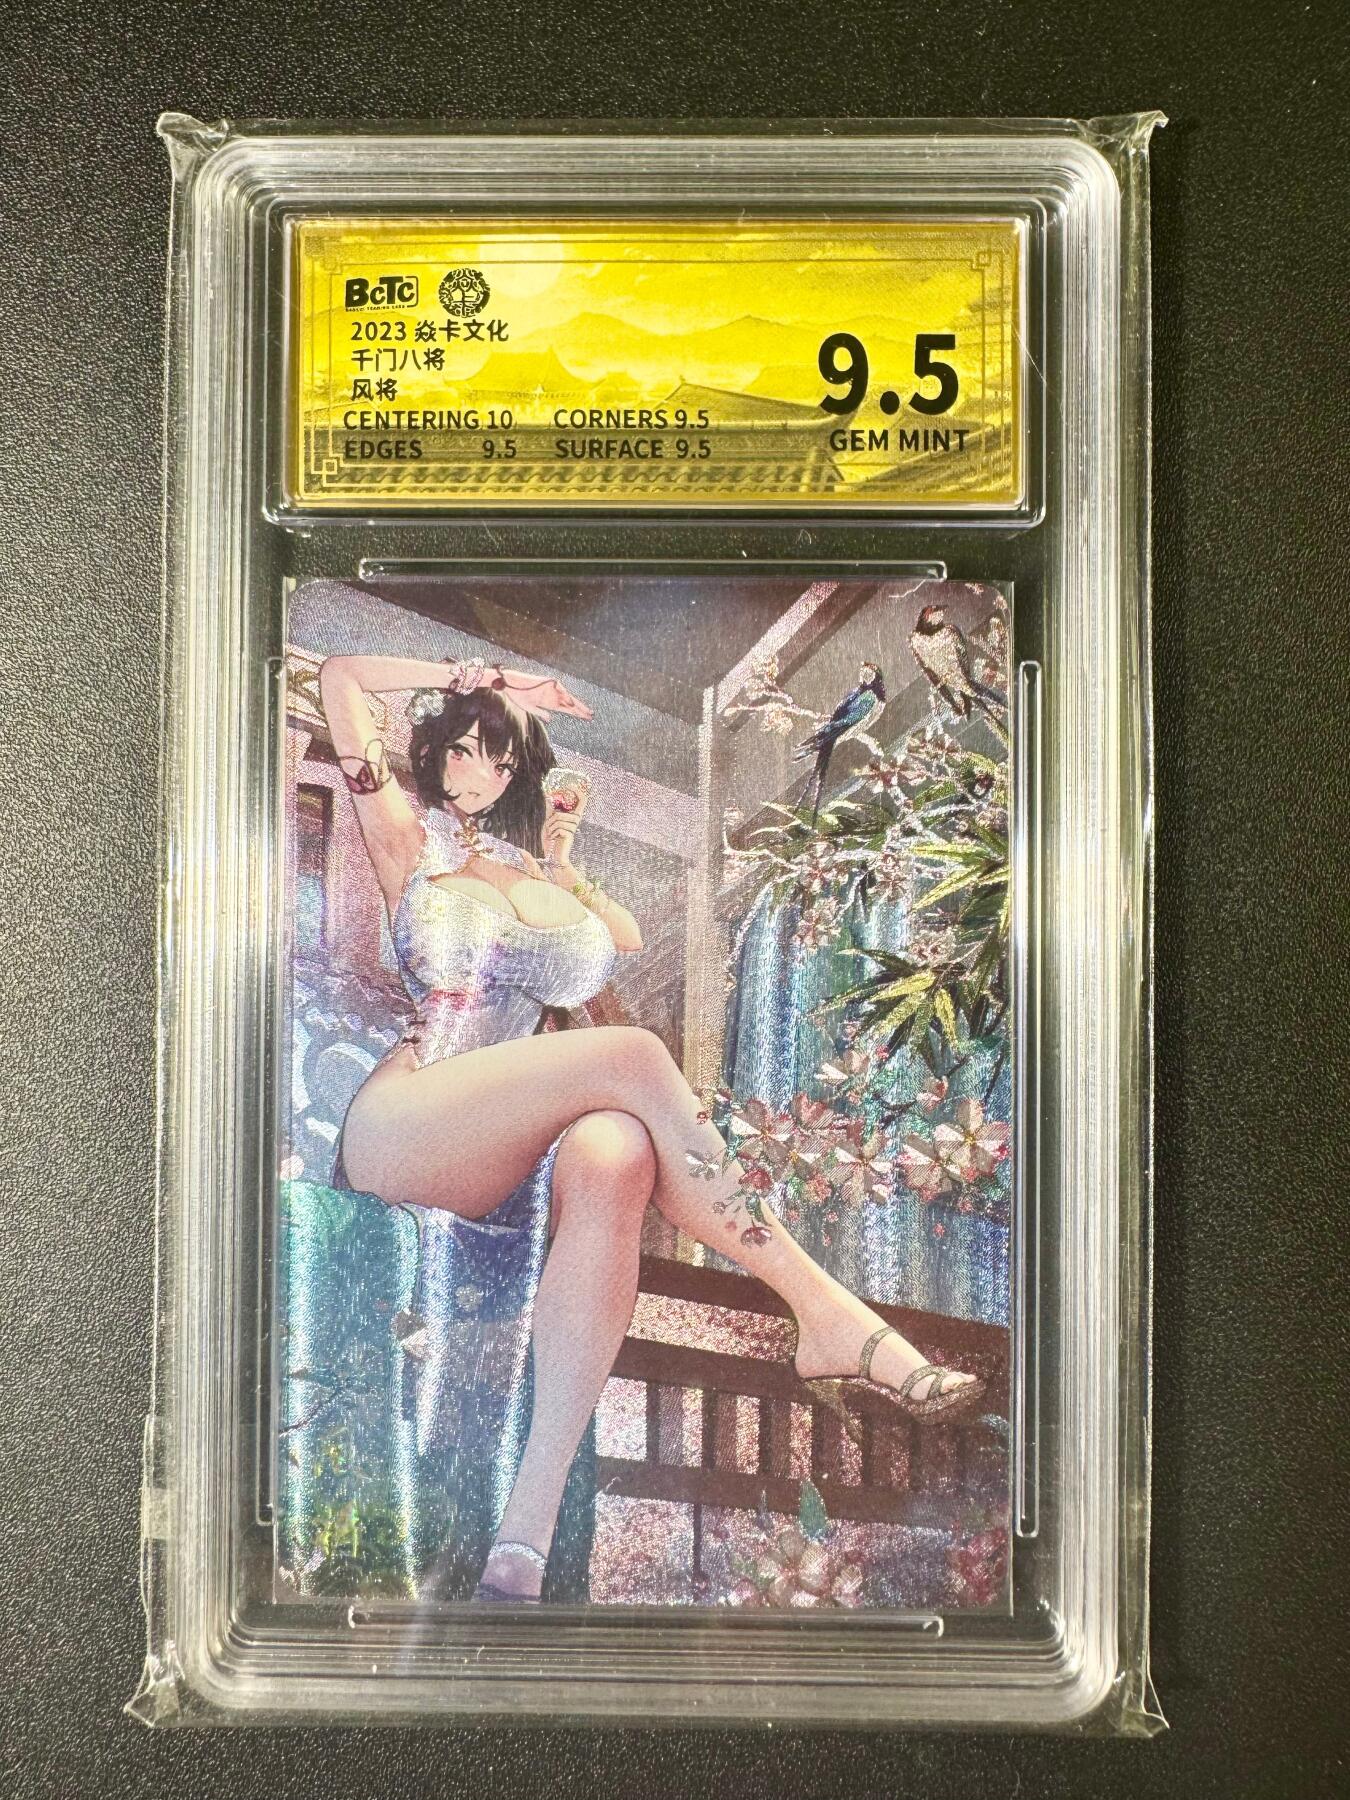 BCTC
2023 焱卡文化
千门八将
风将
CENTERING 10 CORNERS 9.5
EDGES 9.5 SURFACE 9.5
9.5
GEM MINT